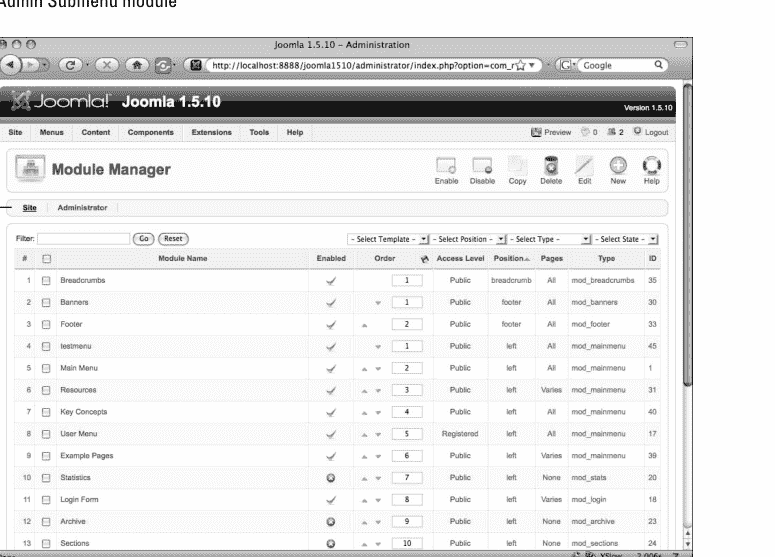 Admin Submenu Module
Joomla 1.5.10 – Administration
http://localhost:8888/joomla1510/administrator/index.php?option=com_r
G Google
Joomla! Joomla 1.5.10
Version 1.5.10
Site Menus Content Components Extensions Tools Help Preview 0 2 Logout
Module Manager
Enable Disable Copy Delete Edit New Help
Site Administrator
Filter: Go Reset - Select Template - - Select Position - - Select Type - - Select State -
# Module Name Enabled Order Access Level Position Pages Type ID
1 Breadcrumbs 1 Public breadcrumb All mod_breadcrumbs 35
2 Banners 1 Public footer All mod_banners 30
3 Footer 2 Public footer All mod_footer 33
4 testmenu 1 Public left All mod_mainmenu 45
5 Main Menu 2 Public left All mod_mainmenu 1
6 Resources 3 Public left Varies mod_mainmenu 31
7 Key Concepts 4 Public left All mod_mainmenu 40
8 User Menu 5 Registered left All mod_mainmenu 17
9 Example Pages 6 Public left Varies mod_mainmenu 39
10 Statistics 7 Public left None mod_stats 20
11 Login Form 8 Public left Varies mod_login 18
12 Archive 9 Public left None mod_archive 23
13 Sections 10 Public left None mod_sections 24
YSlow 2.006s